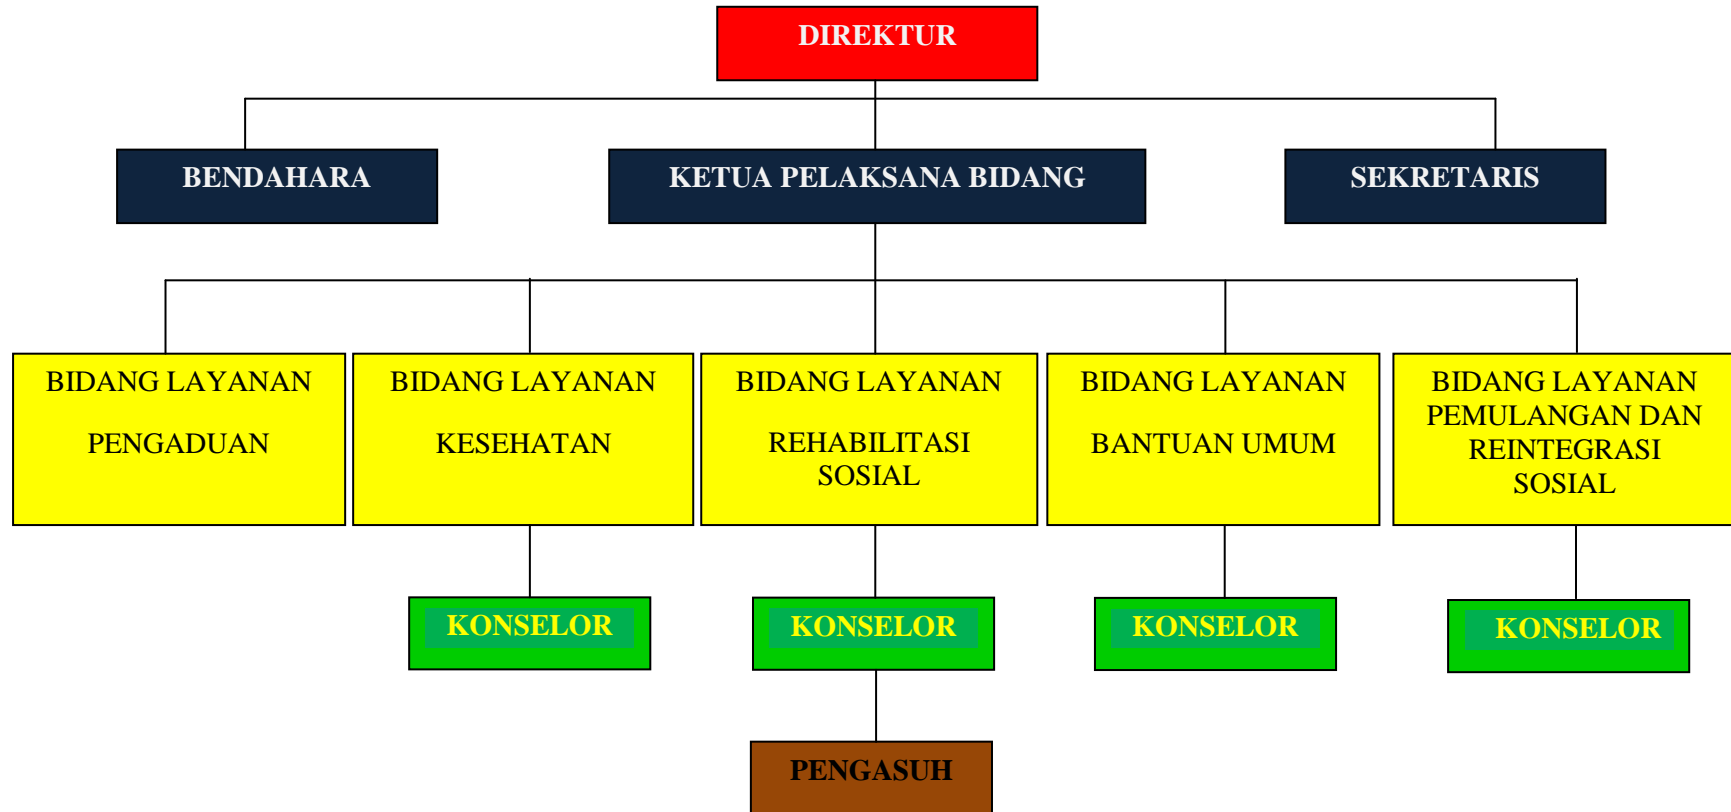 DIREKTUR
BENDAHARA
KETUA PELAKSANA BIDANG
SEKRETARIS
BIDANG LAYANAN
PENGADUAN
BIDANG LAYANAN
KESEHATAN
BIDANG LAYANAN
REHABILITASI
SOSIAL
BIDANG LAYANAN
BANTUAN UMUM
BIDANG LAYANAN
PEMULANGAN DAN
REINTEGRASI
SOSIAL
KONSELOR
KONSELOR
KONSELOR
KONSELOR
PENGASUH